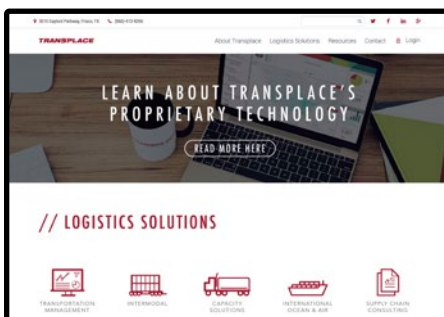 TRANSPLACE
About Transplace Logistics Solutions Resources Contact Login
LEARN ABOUT TRANSPLACE'S
PROPRIETARY TECHNOLOGY
READ MORE HERE
// LOGISTICS SOLUTIONS
TRANSPORTATION
MANAGEMENT
INTERMODAL
CAPACITY
SOLUTIONS
INTERNATIONAL
OCEAN & AIR
SUPPLY CHAIN
CONSULTING